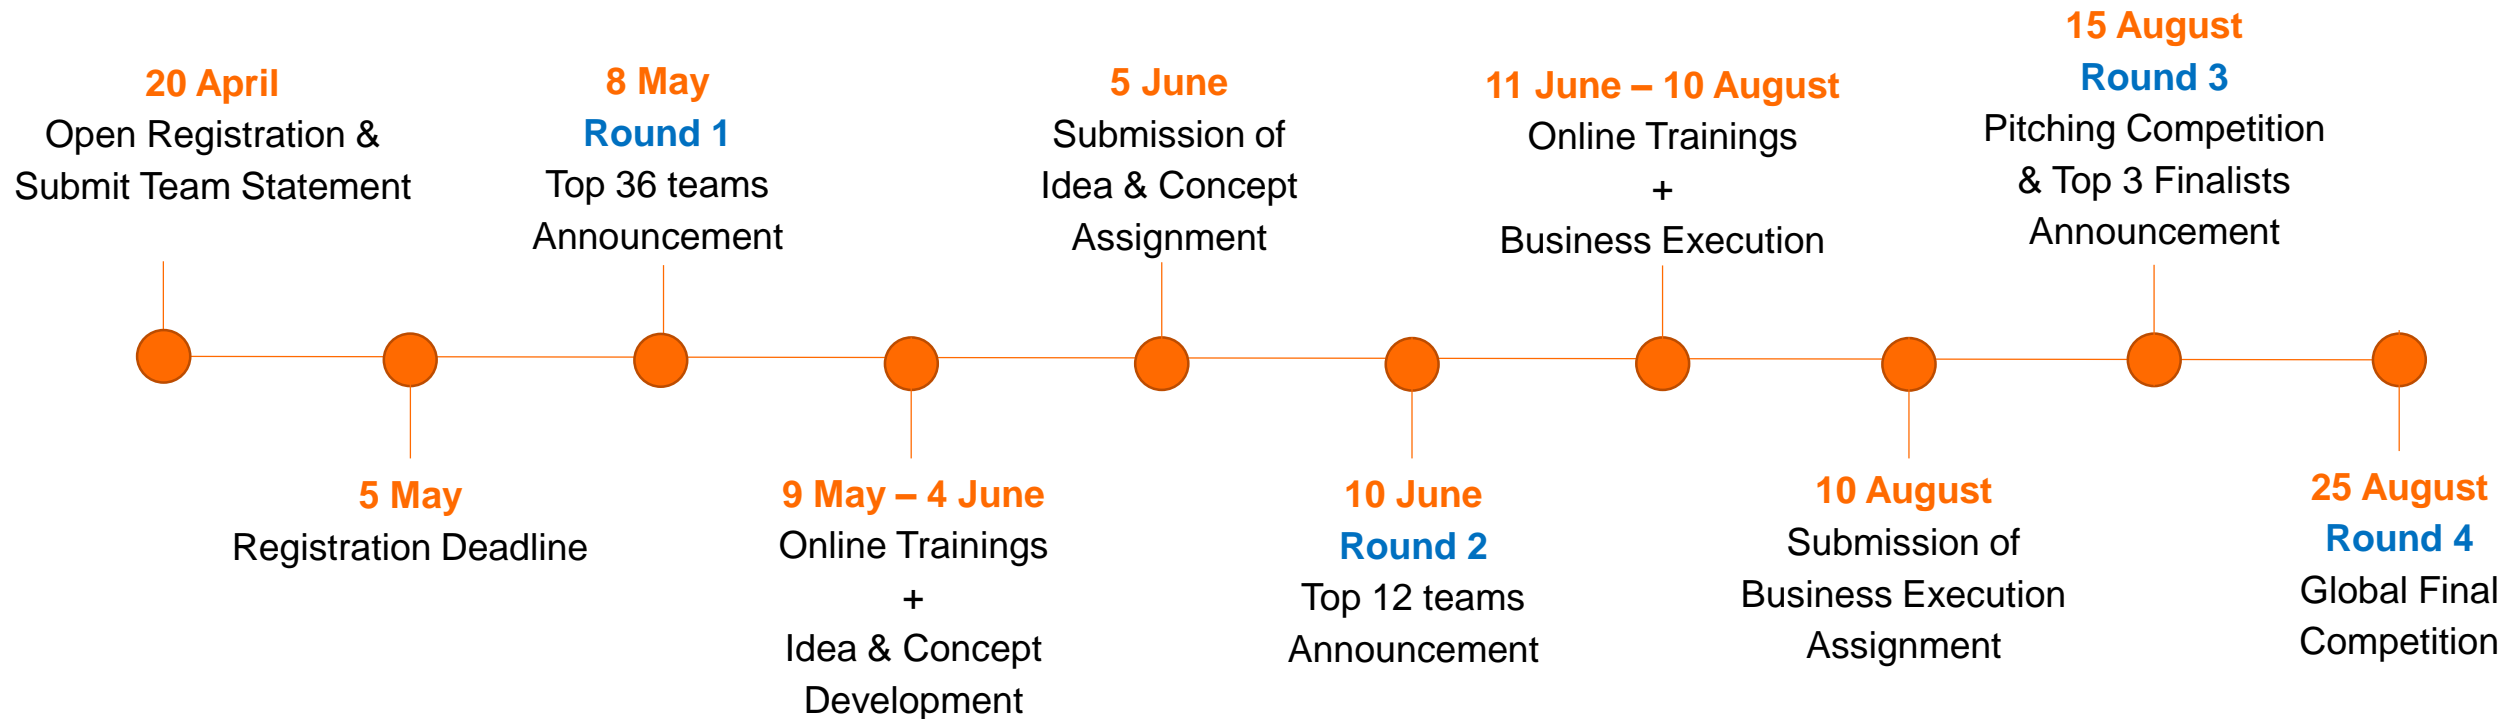 20 April
Open Registration &
Submit Team Statement
5 May
Registration Deadline
8 May
Round 1
Top 36 teams
Announcement
9 May – 4 June
Online Trainings
+
Idea & Concept
Development
5 June
Submission of
Idea & Concept
Assignment
10 June
Round 2
Top 12 teams
Announcement
11 June – 10 August
Online Trainings
+
Business Execution
10 August
Submission of
Business Execution
Assignment
15 August
Round 3
Pitching Competition
& Top 3 Finalists
Announcement
25 August
Round 4
Global Final
Competition